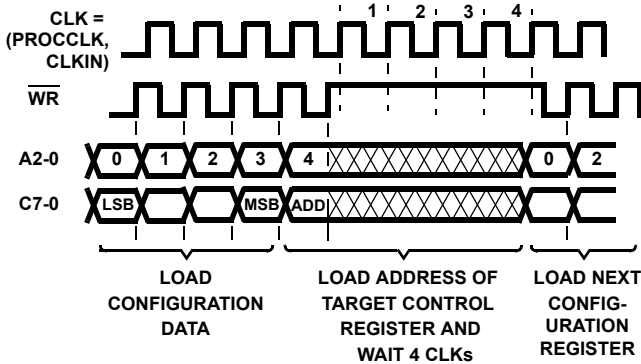 CLK =
(PROCCLK,
CLKIN)
1 2 3 4
WR
A2-0 0 1 2 3 4 0 2
C7-0 LSB MSB ADD
LOAD
CONFIGURATION
DATA
LOAD ADDRESS OF
TARGET CONTROL
REGISTER AND
WAIT 4 CLKs
LOAD NEXT
CONFIG-
URATION
REGISTER